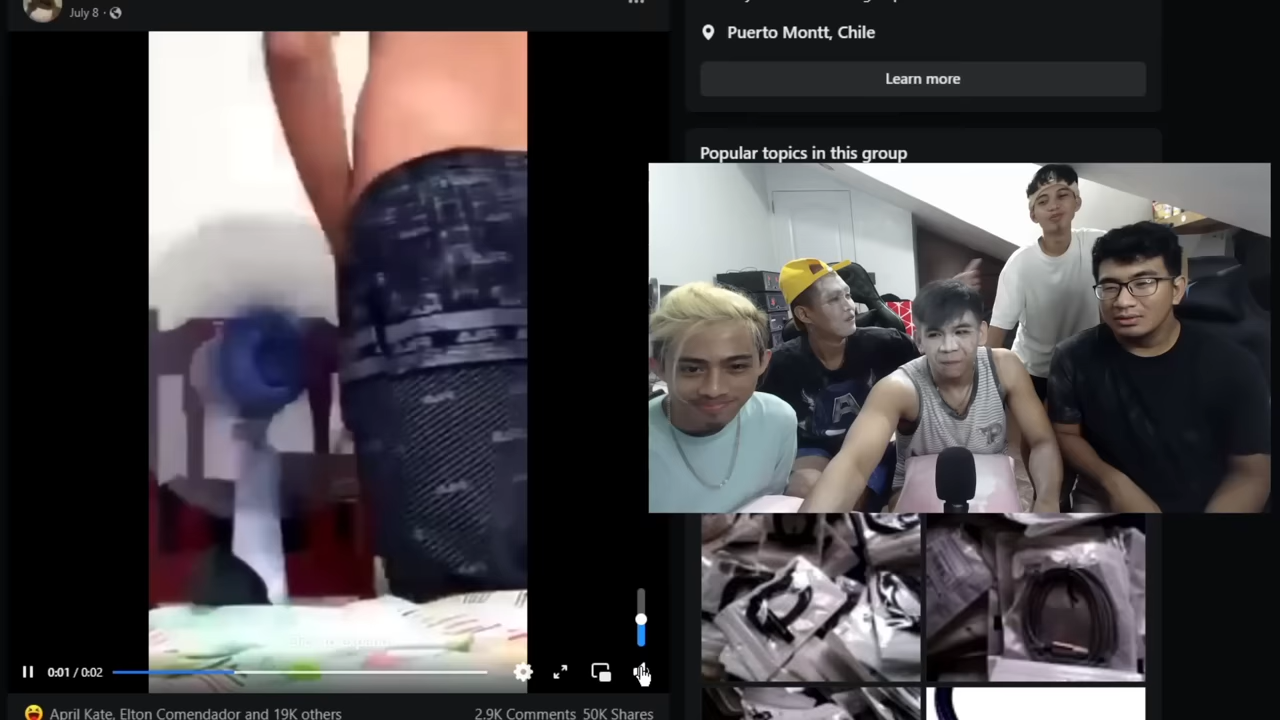 July 8
Puerto Montt, Chile
Learn more
Popular topics in this group
A
0:01 / 0:02
April Kate, Elton Comendador and 19K others
2.9K Comments 50K Shares